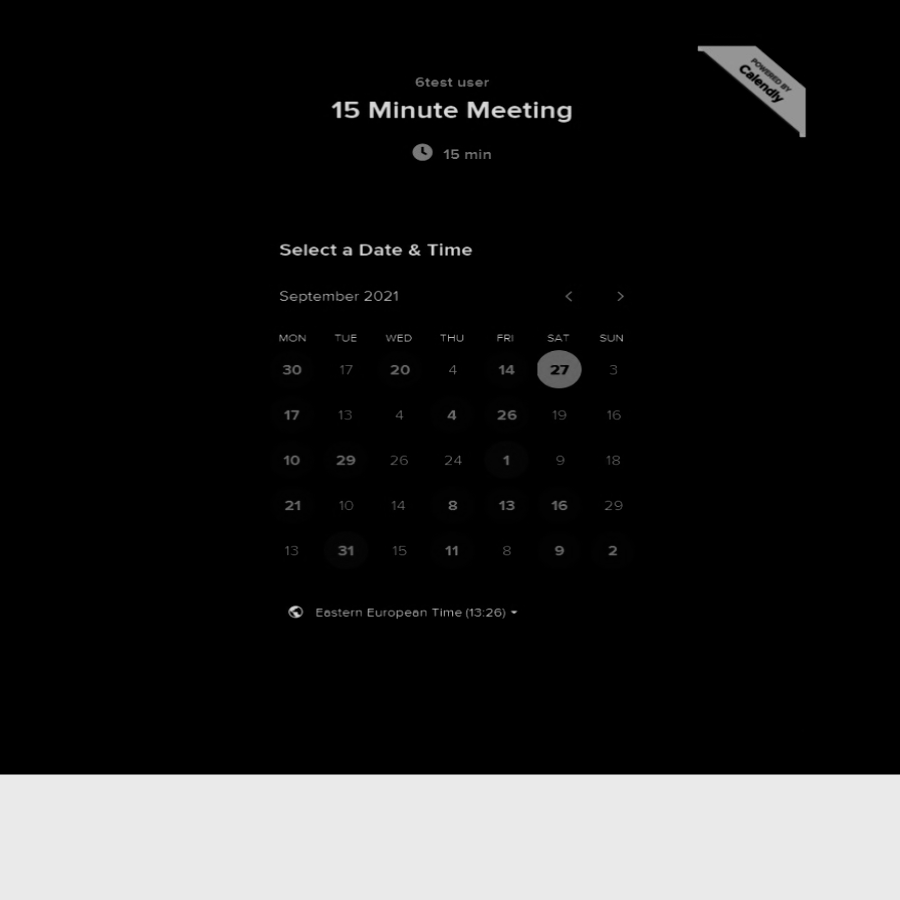 POWERED BY
Calendly
6test user
15 Minute Meeting
15 min
Select a Date & Time
September 2021
MON TUE WED THU FRI SAT SUN
30 17 20 4 14 27 3
17 13 4 4 26 19 16
10 29 26 24 1 9 18
21 10 14 8 13 16 29
13 31 15 11 8 9 2
Eastern European Time (13:26)